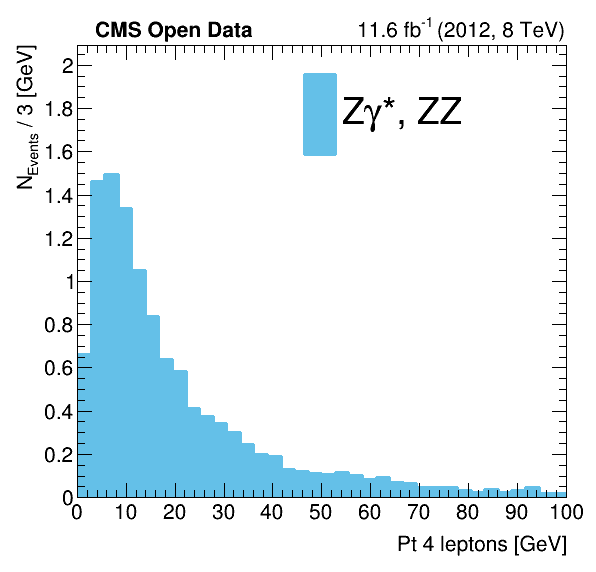 CMS Open Data 11.6 fb⁻¹ (2012, 8 TeV)
N_Events / 3 [GeV]
Zγ*, ZZ
2
1.8
1.6
1.4
1.2
1
0.8
0.6
0.4
0.2
0
0 10 20 30 40 50 60 70 80 90 100
Pt 4 leptons [GeV]